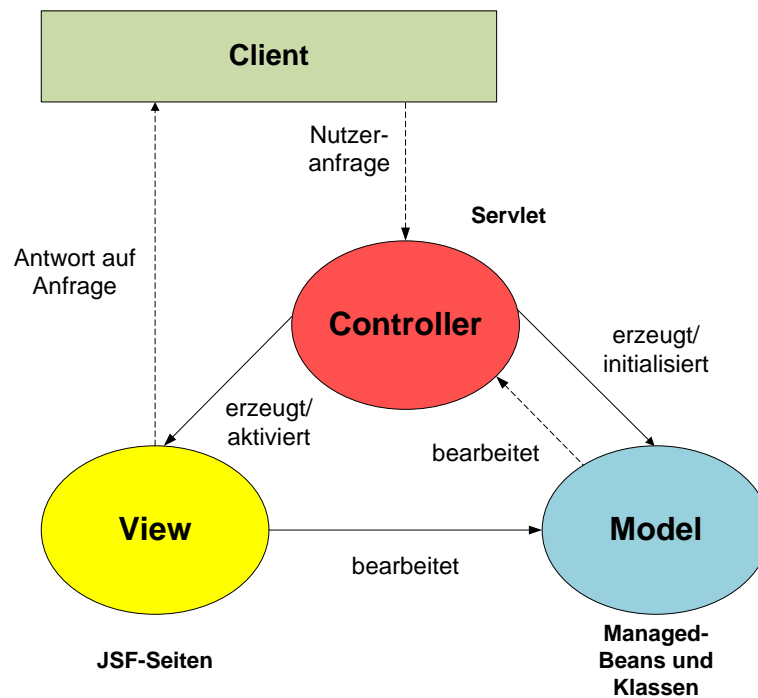 Client
Nutzer-
anfrage
Servlet
Antwort auf
Anfrage
Controller
erzeugt/
initialisiert
erzeugt/
aktiviert
bearbeitet
View
Model
bearbeitet
JSF-Seiten
Managed-
Beans und
Klassen